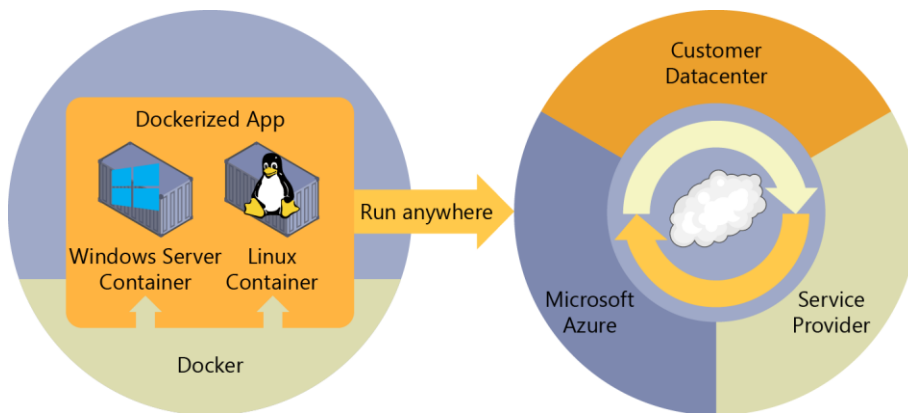 Dockerized App
Windows Server
Container
Linux
Container
Docker
Run anywhere
Customer
Datacenter
Microsoft
Azure
Service
Provider